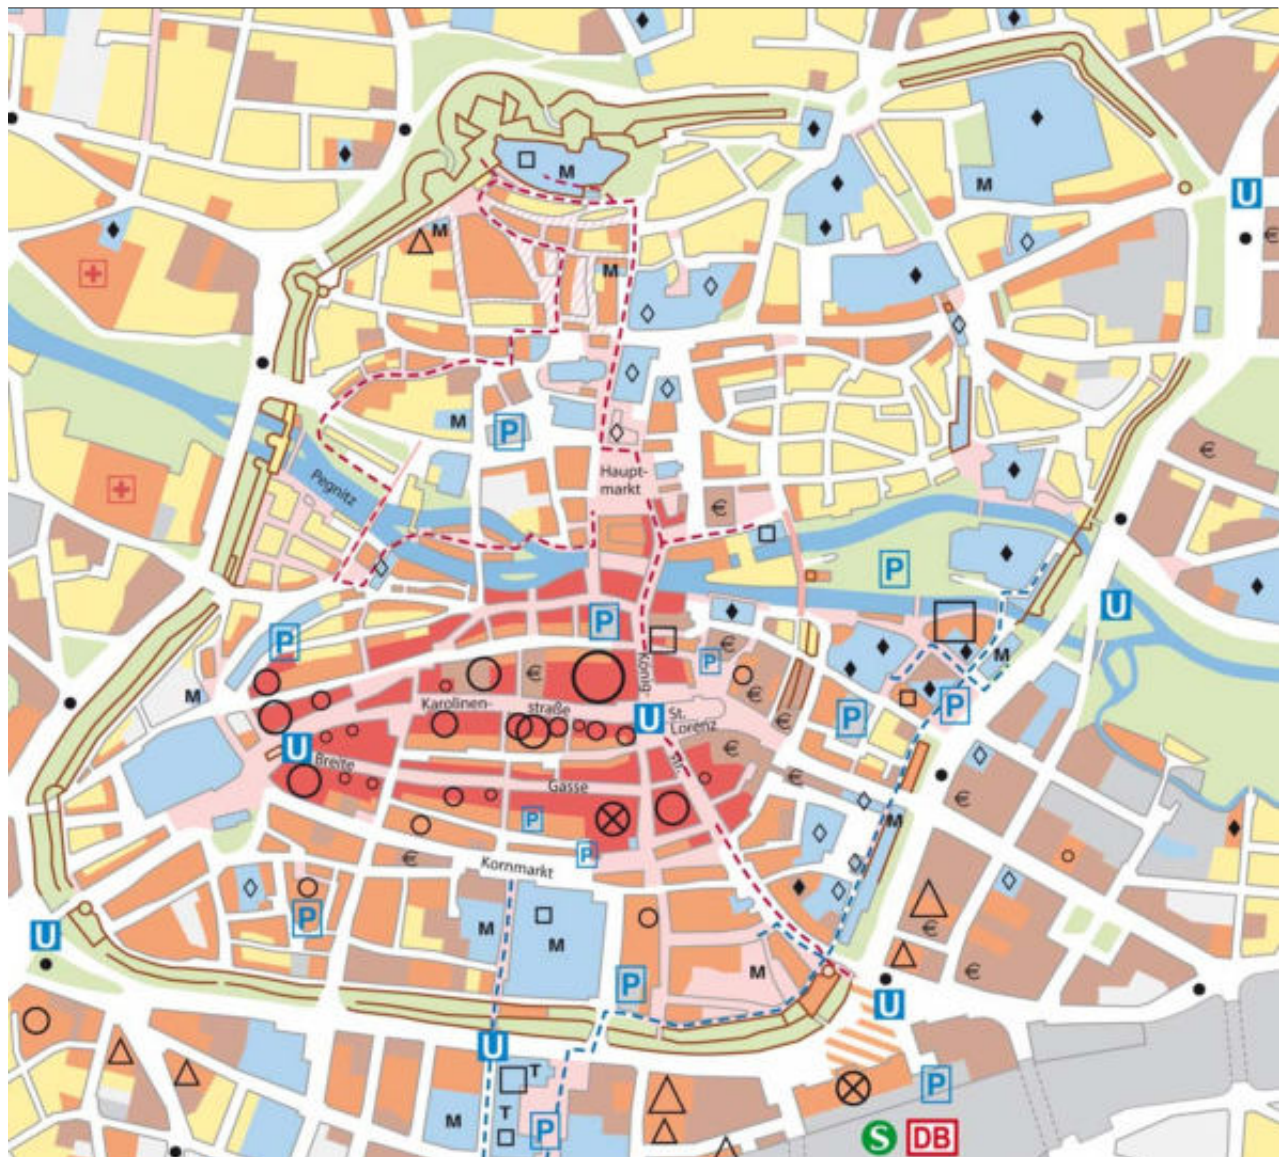 U
M
M
M
M
€
Haupt-
markt
P
M
Pegnitz
€
€
P
U
P
P
König-
€
M
M
P
€
€
Karolinen-
straße
U
St.
Lorenz
P
P
€
U
Breite
str.
€
€
Gasse
€
P
M
P
€
Kornmarkt
€
P
M
M
U
€
M
P
U
U
T
P
T
M
P
S
DB